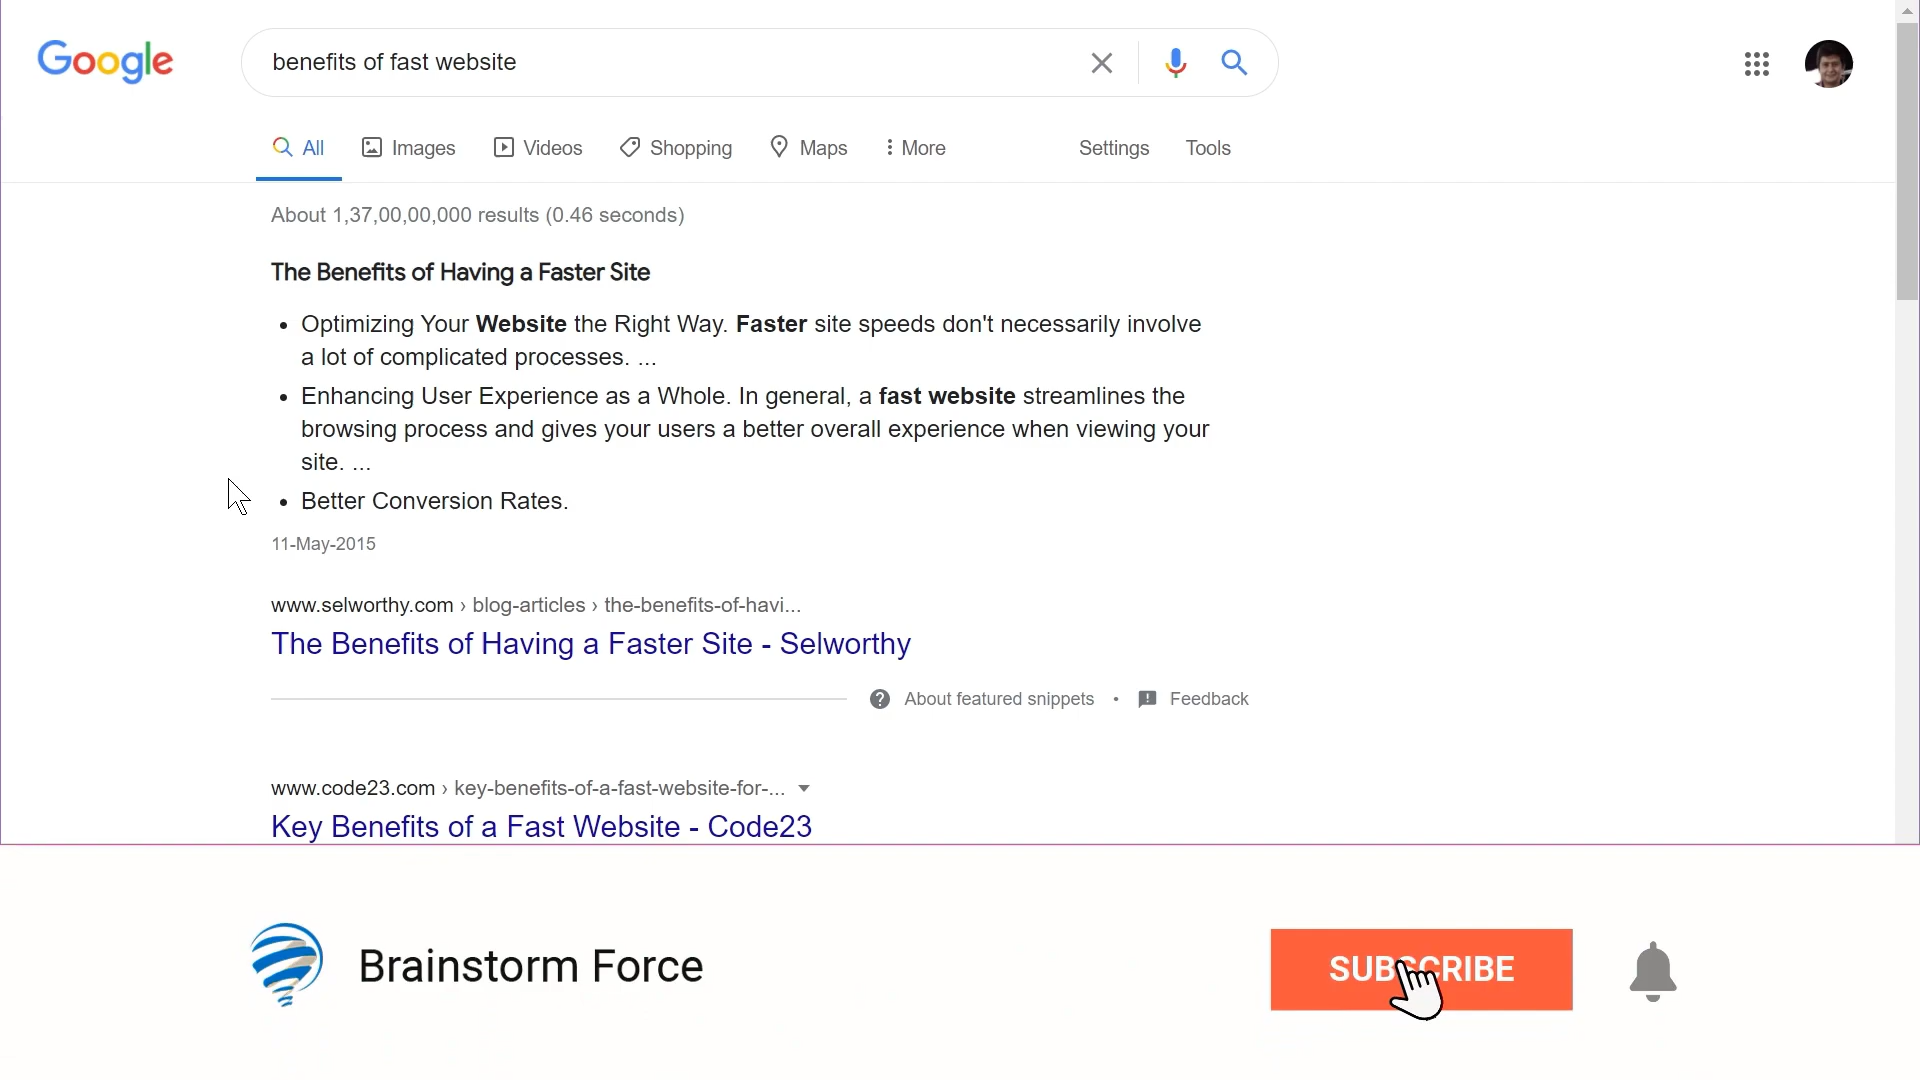 Google
benefits of fast website
All Images Videos Shopping Maps More Settings Tools
About 1,37,00,00,000 results (0.46 seconds)
The Benefits of Having a Faster Site
• Optimizing Your Website the Right Way. Faster site speeds don't necessarily involve
a lot of complicated processes. ...
• Enhancing User Experience as a Whole. In general, a fast website streamlines the
browsing process and gives your users a better overall experience when viewing your
site. ...
• Better Conversion Rates.
11-May-2015
www.selworthy.com › blog-articles › the-benefits-of-havi...
The Benefits of Having a Faster Site - Selworthy
About featured snippets • Feedback
www.code23.com › key-benefits-of-a-fast-website-for-...
Key Benefits of a Fast Website - Code23
Brainstorm Force
SUBSCRIBE